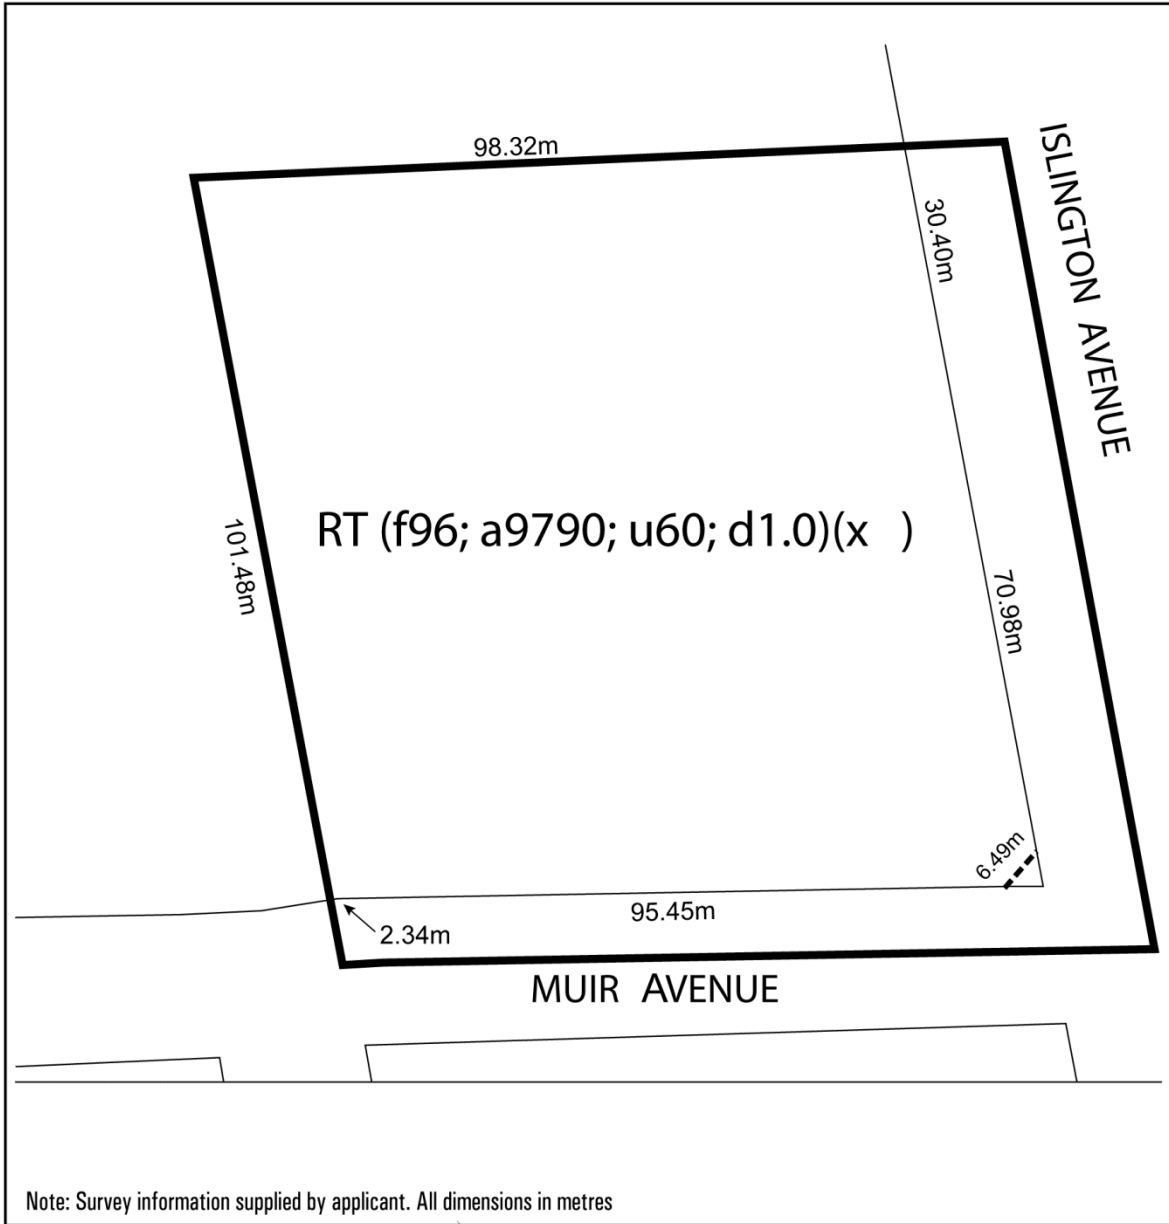 98.32m
ISLINGTON AVENUE
30.40m
RT (f96; a9790; u60; d1.0)(x   )
101.48m
70.98m
6.49m
95.45m
2.34m
MUIR AVENUE
Note: Survey information supplied by applicant. All dimensions in metres